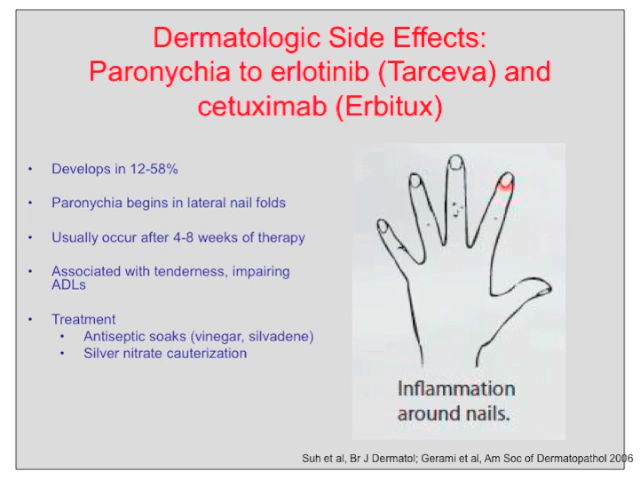 Dermatologic Side Effects:
Paronychia to erlotinib (Tarceva) and
cetuximab (Erbitux)
• Develops in 12-58%
• Paronychia begins in lateral nail folds
• Usually occur after 4-8 weeks of therapy
• Associated with tenderness, impairing
ADLs
• Treatment
• Antiseptic soaks (vinegar, silvadene)
• Silver nitrate cauterization
Inflammation
around nails.
Suh et al, Br J Dermatol; Gerami et al, Am Soc of Dermatopathol 2006